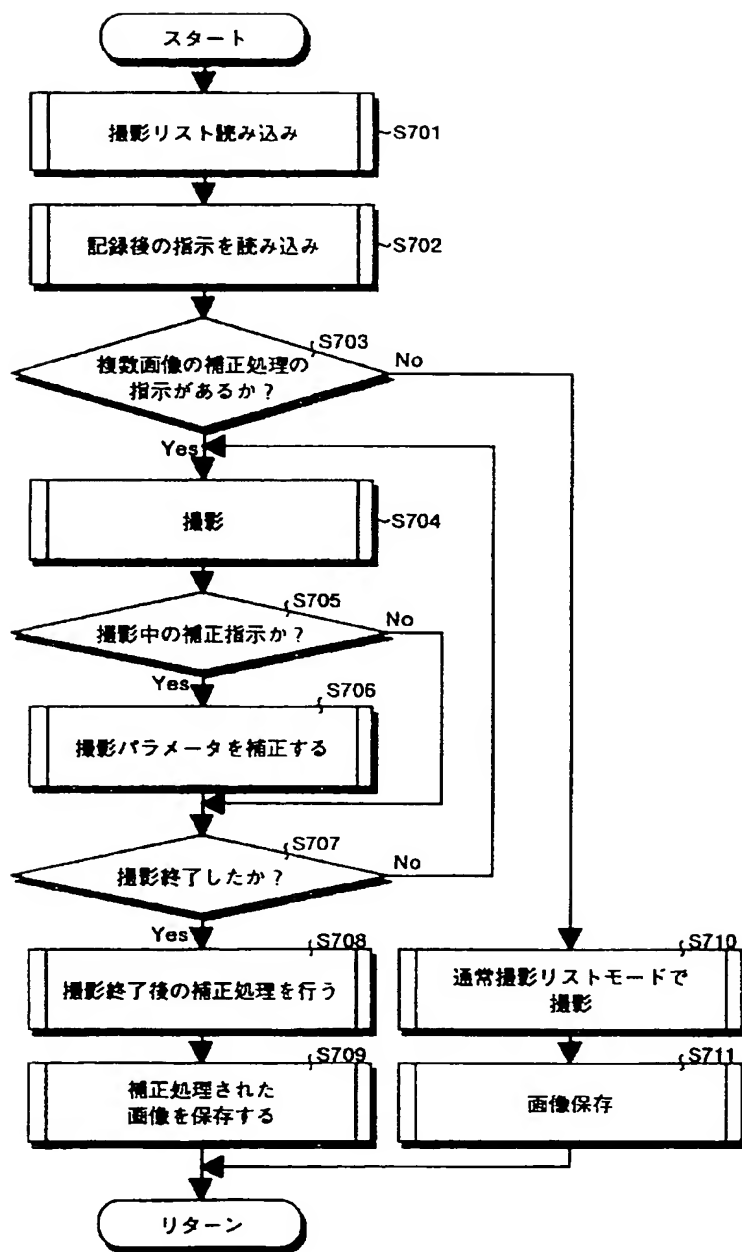 スタート
撮影リスト読み込み
S701
記録後の指示を読み込み
S702
S703
複数画像の補正処理の
指示があるか？
No
Yes
撮影
S704
S705
撮影中の補正指示か？
No
Yes
S706
撮影パラメータを補正する
S707
撮影終了したか？
No
Yes
S708
撮影終了後の補正処理を行う
S710
通常撮影リストモードで
撮影
S709
補正処理された
画像を保存する
S711
画像保存
リターン